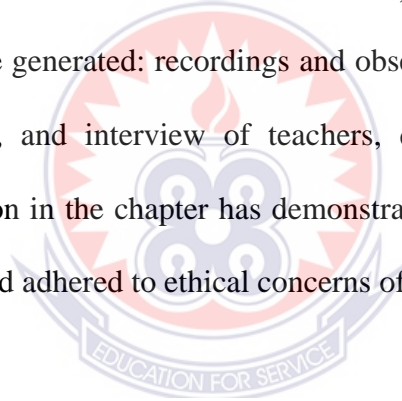 e generated: recordings and obse
, and interview of teachers,
on in the chapter has demonstra
d adhered to ethical concerns of
EDUCATION FOR SERVICE